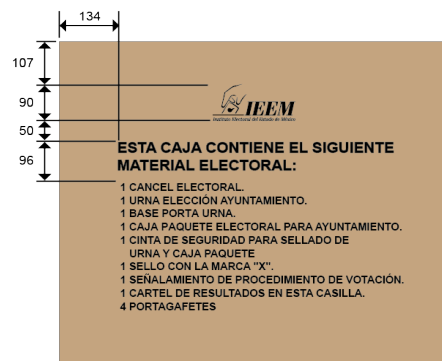 134
107
90
50
96
IEEM
Instituto Electoral del Estado de México
ESTA CAJA CONTIENE EL SIGUIENTE
MATERIAL ELECTORAL:
1 CANCEL ELECTORAL.
1 URNA ELECCIÓN AYUNTAMIENTO.
1 BASE PORTA URNA.
1 CAJA PAQUETE ELECTORAL PARA AYUNTAMIENTO.
1 CINTA DE SEGURIDAD PARA SELLADO DE
URNA Y CAJA PAQUETE
1 SELLO CON LA MARCA "X".
1 SEÑALAMIENTO DE PROCEDIMIENTO DE VOTACIÓN.
1 CARTEL DE RESULTADOS EN ESTA CASILLA.
4 PORTAGAFETES